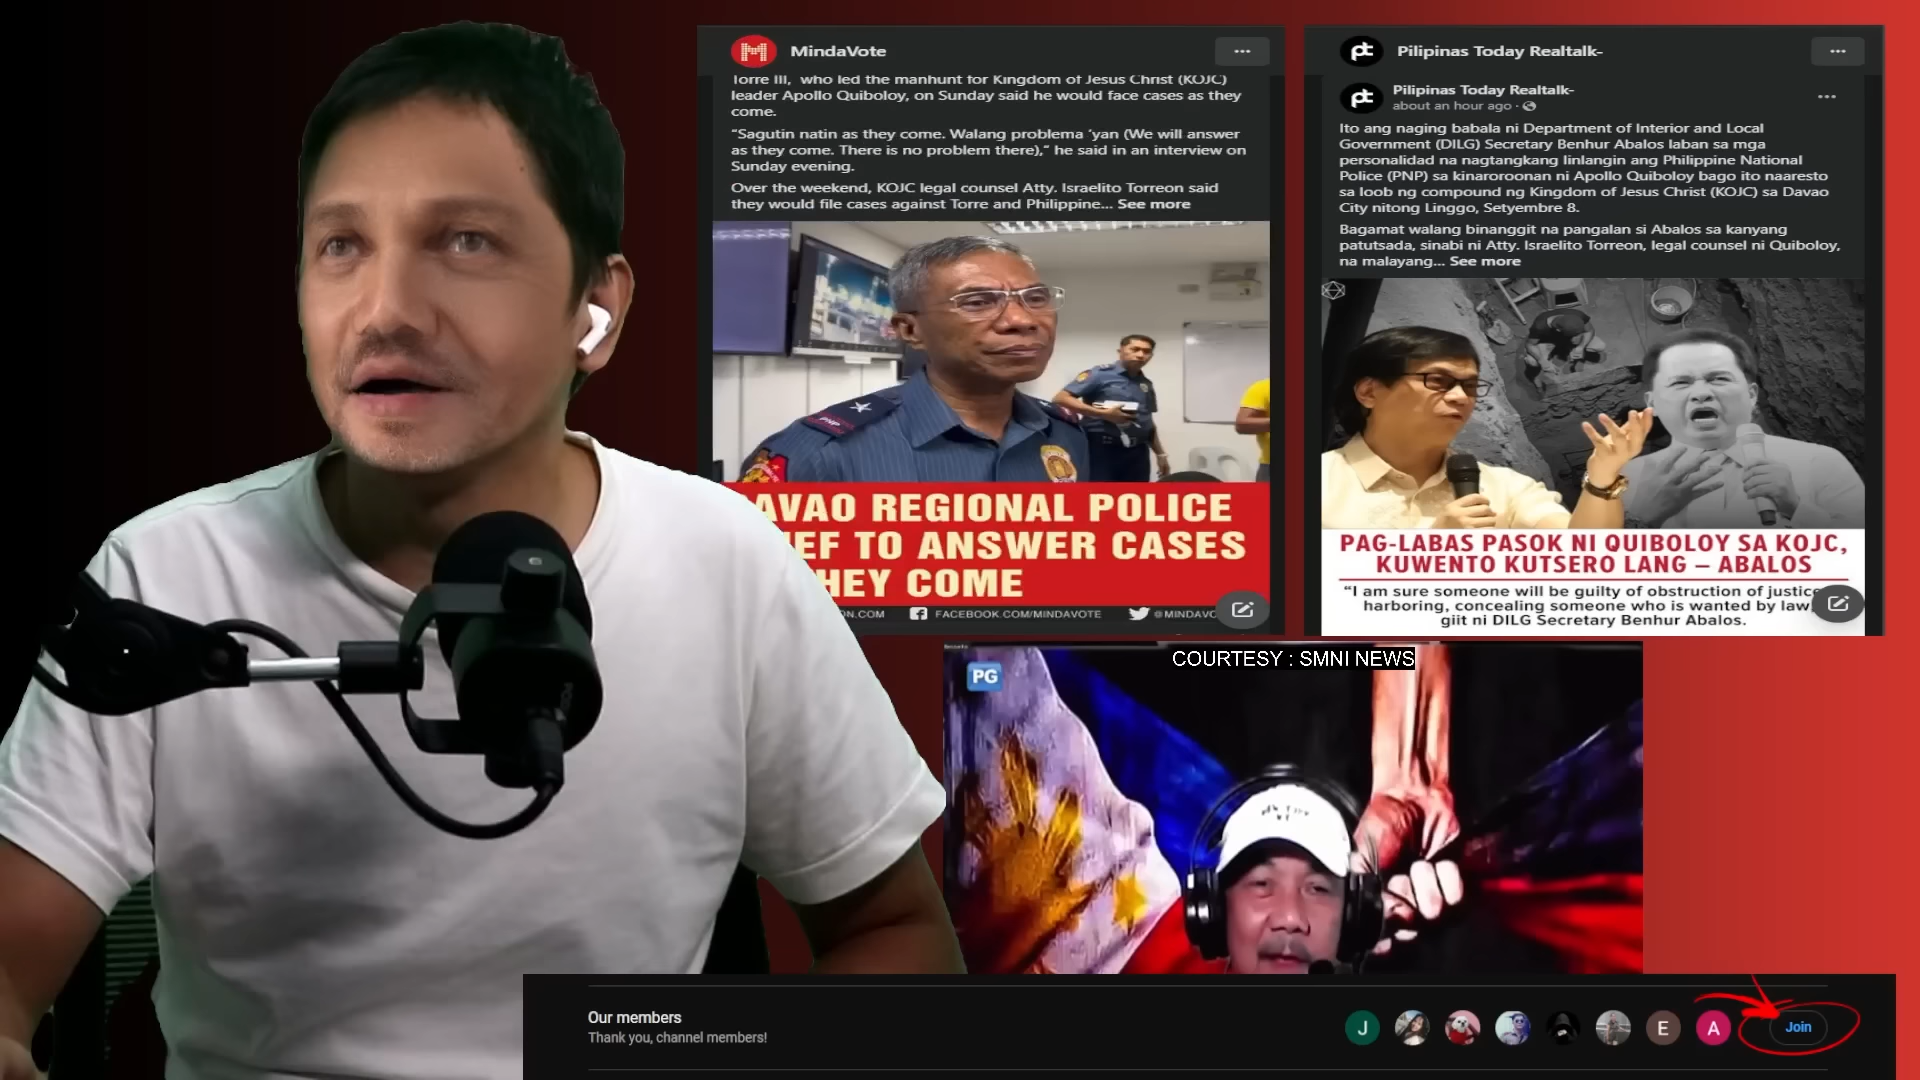 MindaVote
Torre III, who led the manhunt for Kingdom of Jesus Christ (KOJC)
leader Apollo Quiboloy, on Sunday said he would face cases as they
come.
“Sagutin natin as they come. Walang problema ‘yan (We will answer
as they come. There is no problem there),” he said in an interview on
Sunday evening.
Over the weekend, KOJC legal counsel Atty. Israelito Torreon said
they would file cases against Torre and Philippine... See more
PNP
AVAO REGIONAL POLICE
EF TO ANSWER CASES
HEY COME
ON.COM FACEBOOK.COM/MINDAVOTE @MINDAVO
pt Pilipinas Today Realtalk-
pt Pilipinas Today Realtalk-
about an hour ago ·
Ito ang naging babala ni Department of Interior and Local
Government (DILG) Secretary Benhur Abalos laban sa mga
personalidad na nagtangkang linlangin ang Philippine National
Police (PNP) sa kinaroroonan ni Apollo Quiboloy bago ito naaresto
sa loob ng compound ng Kingdom of Jesus Christ (KOJC) sa Davao
City nitong Linggo, Setyembre 8.
Bagamat walang binanggit na pangalan si Abalos sa kanyang
patutsada, sinabi ni Atty. Israelito Torreon, legal counsel ni Quiboloy,
na malayang... See more
PAG-LABAS PASOK NI QUIBOLOY SA KOJC,
KUWENTO KUTSERO LANG – ABALOS
“I am sure someone will be guilty of obstruction of justice
harboring, concealing someone who is wanted by law,
giit ni DILG Secretary Benhur Abalos.
COURTESY : SMNI NEWS
PG
Our members
Thank you, channel members!
J E A Join